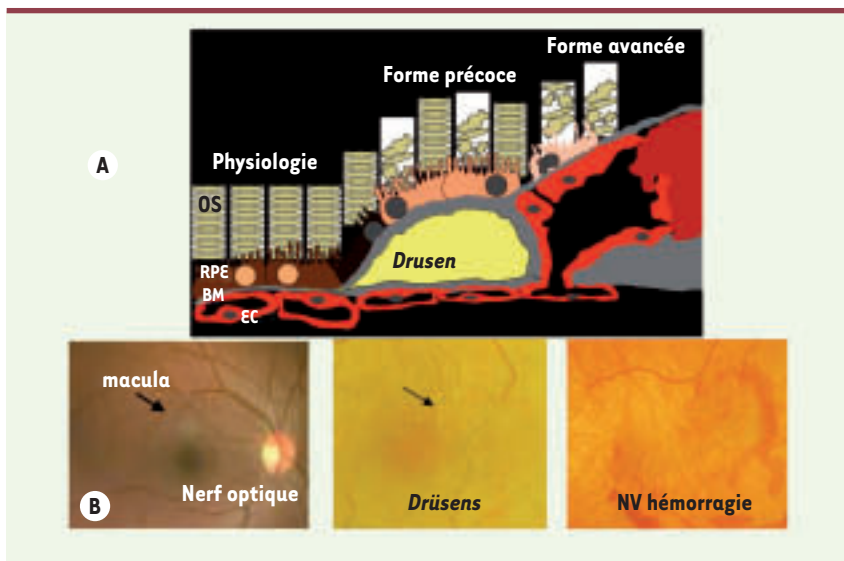 Forme avancée
Forme précoce
A
Physiologie
OS
Drusen
RPE
BM
EC
macula
Nerf optique
B
Drüsens
NV hémorragie